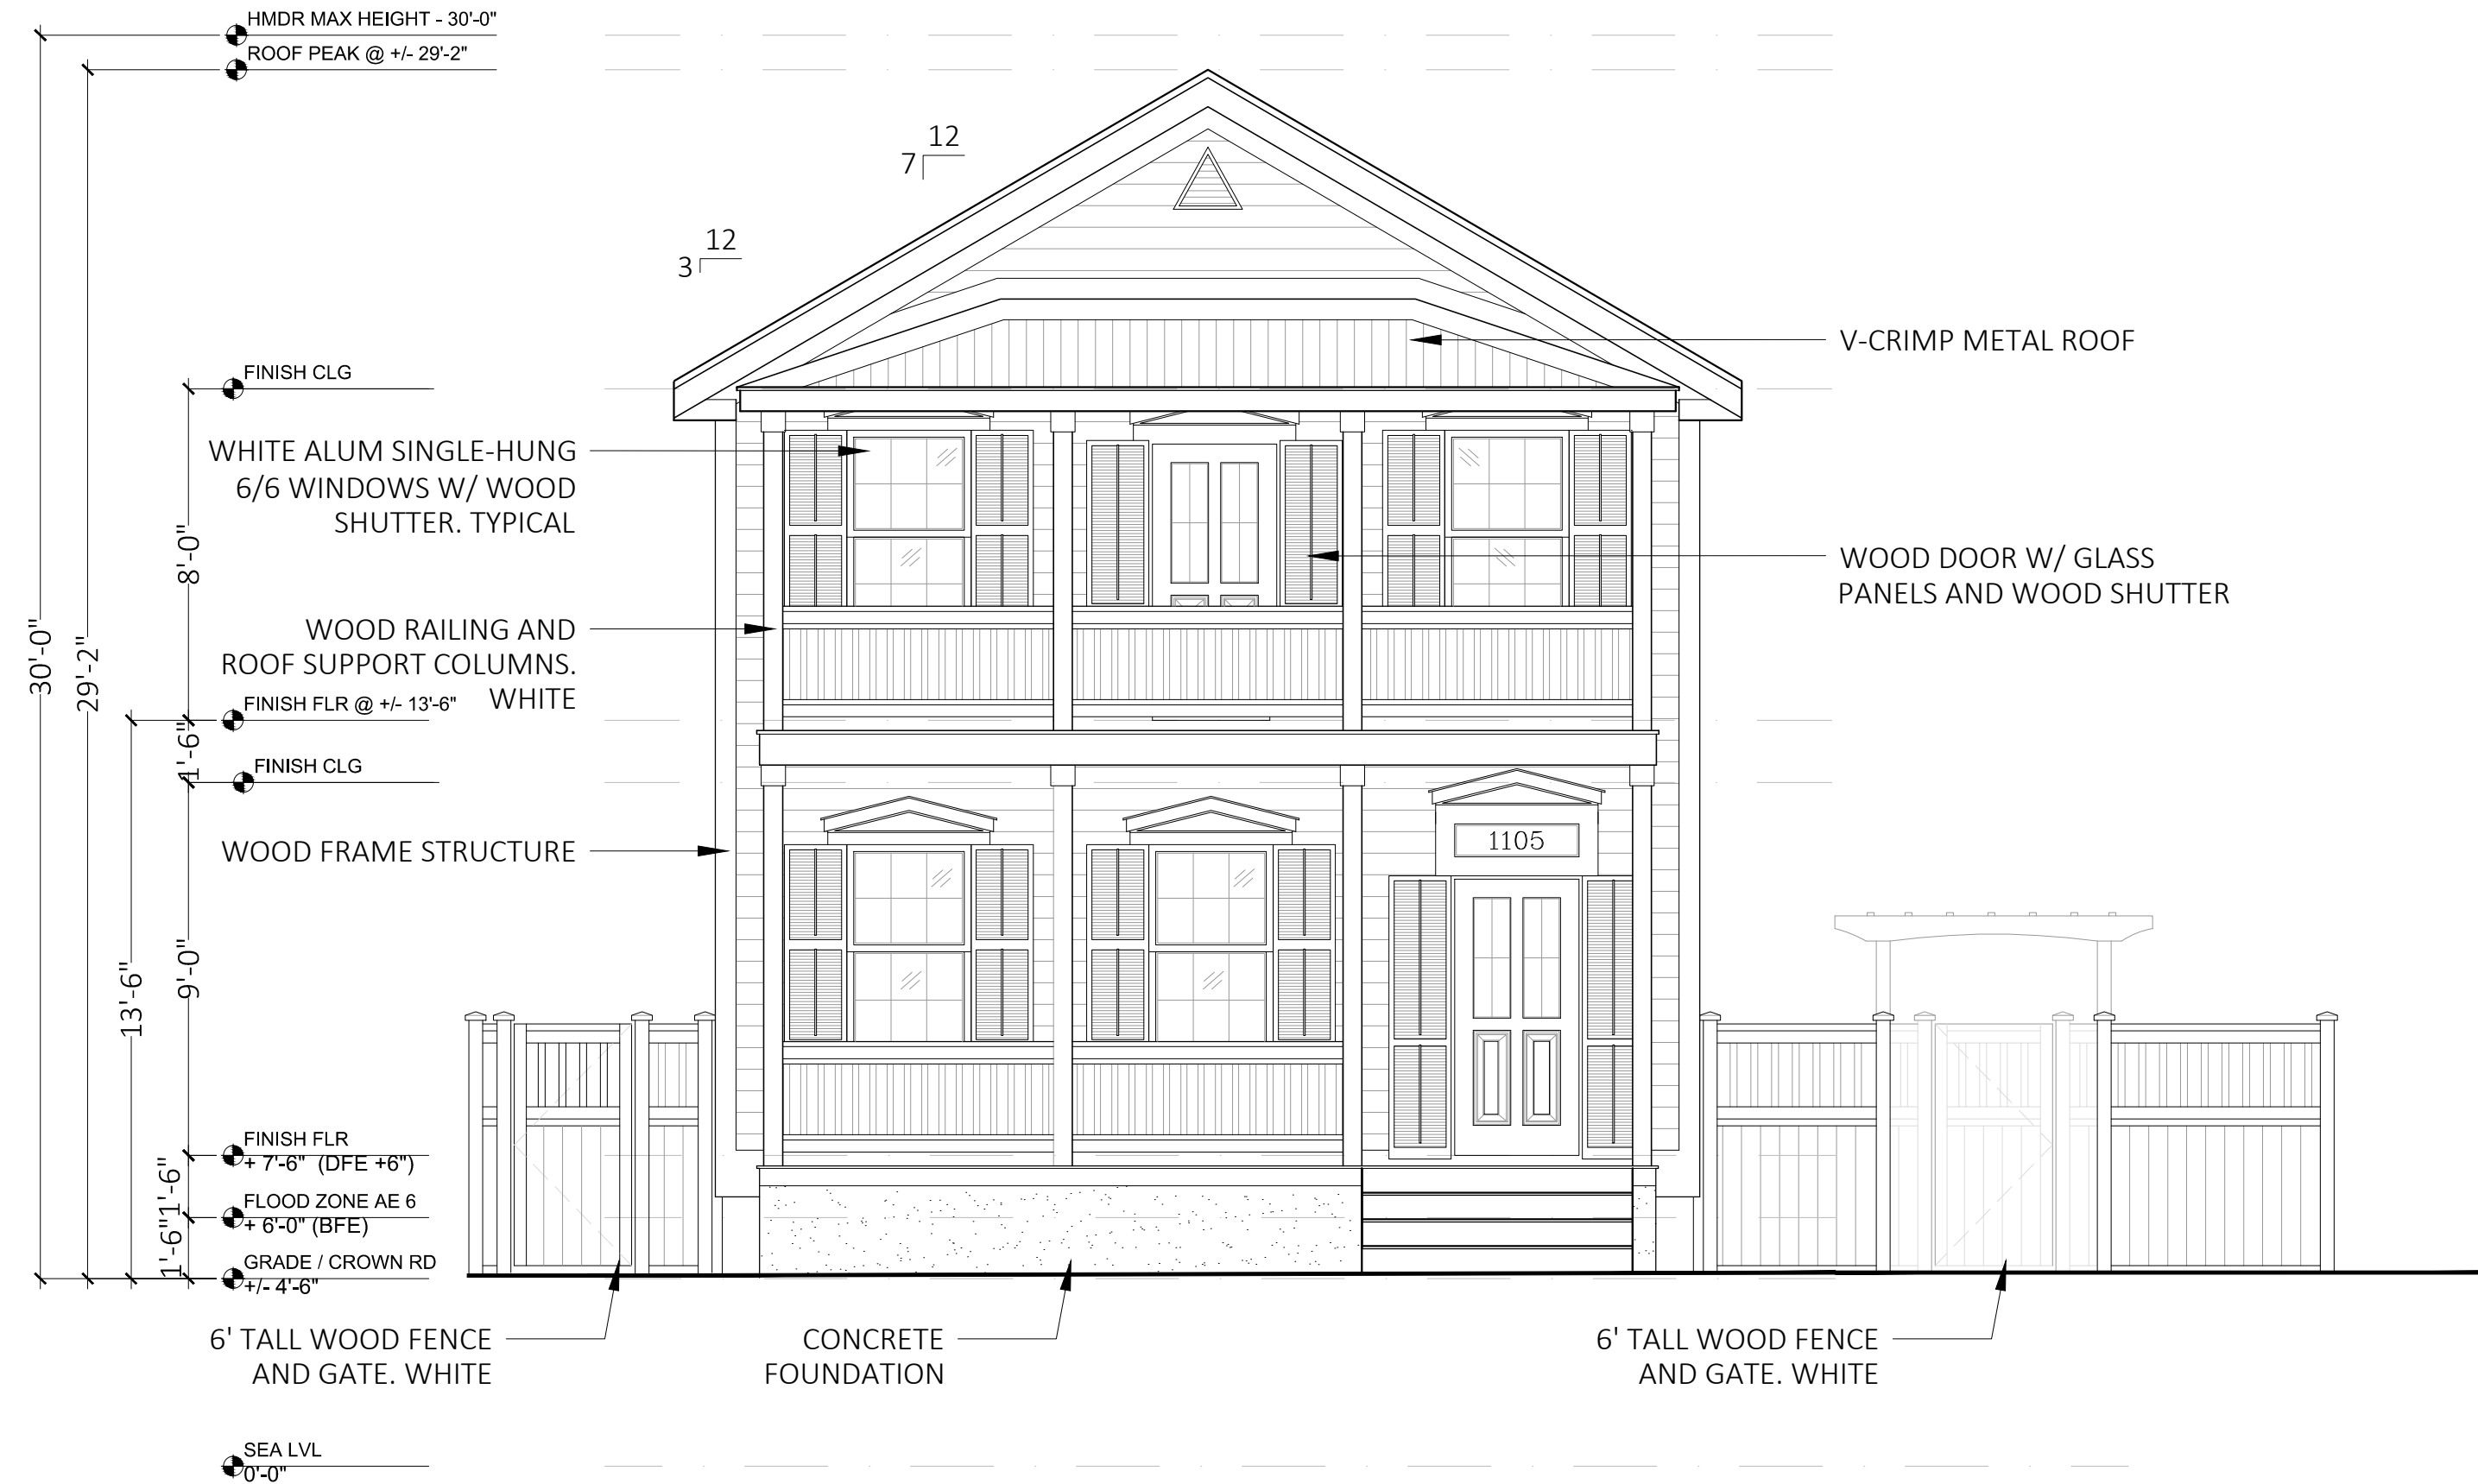 HMDR MAX HEIGHT - 30'-0"
ROOF PEAK @ +/- 29'-2"
12
7
12
3
V-CRIMP METAL ROOF
FINISH CLG
WHITE ALUM SINGLE-HUNG
6/6 WINDOWS W/ WOOD
SHUTTER. TYPICAL
8'-0"
WOOD DOOR W/ GLASS
PANELS AND WOOD SHUTTER
WOOD RAILING AND
ROOF SUPPORT COLUMNS.
WHITE
30'-0"
29'-2"
FINISH FLR @ +/- 13'-6"
1'-6"
FINISH CLG
WOOD FRAME STRUCTURE
1105
9'-0"
13'-6"
FINISH FLR
+ 7'-6" (DFE +6")
1'-6"
FLOOD ZONE AE 6
+ 6'-0" (BFE)
1'-6"
GRADE / CROWN RD
+/- 4'-6"
6' TALL WOOD FENCE
AND GATE. WHITE
CONCRETE
FOUNDATION
6' TALL WOOD FENCE
AND GATE. WHITE
SEA LVL
0'-0"